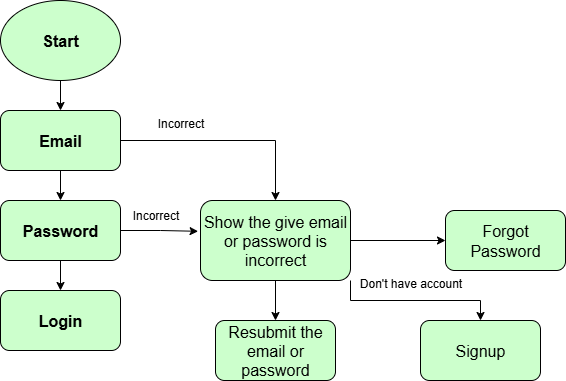 Start
Email
Incorrect
Password
Incorrect
Show the give email
or password is
incorrect
Forgot
Password
Don't have account
Login
Resubmit the
email or
password
Signup